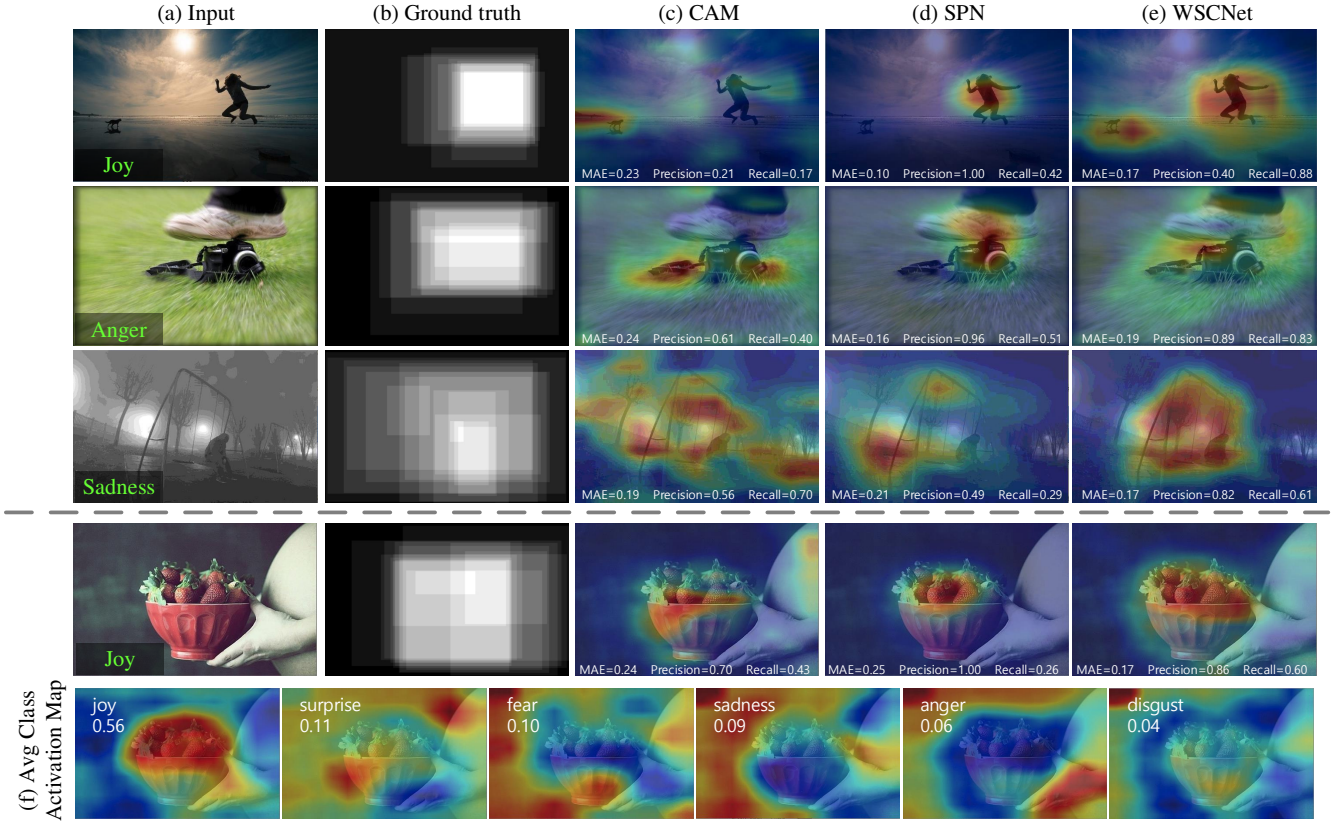 (a) Input (b) Ground truth (c) CAM (d) SPN (e) WSCNet
Joy
MAE=0.23 Precision=0.21 Recall=0.17
MAE=0.10 Precision=1.00 Recall=0.42
MAE=0.17 Precision=0.40 Recall=0.88
Anger
MAE=0.24 Precision=0.61 Recall=0.40
MAE=0.16 Precision=0.96 Recall=0.51
MAE=0.19 Precision=0.89 Recall=0.83
Sadness
MAE=0.19 Precision=0.56 Recall=0.70
MAE=0.21 Precision=0.49 Recall=0.29
MAE=0.17 Precision=0.82 Recall=0.61
Joy
MAE=0.24 Precision=0.70 Recall=0.43
MAE=0.25 Precision=1.00 Recall=0.26
MAE=0.17 Precision=0.86 Recall=0.60
(f) Avg Class
Activation Map
joy
0.56
surprise
0.11
fear
0.10
sadness
0.09
anger
0.06
disgust
0.04